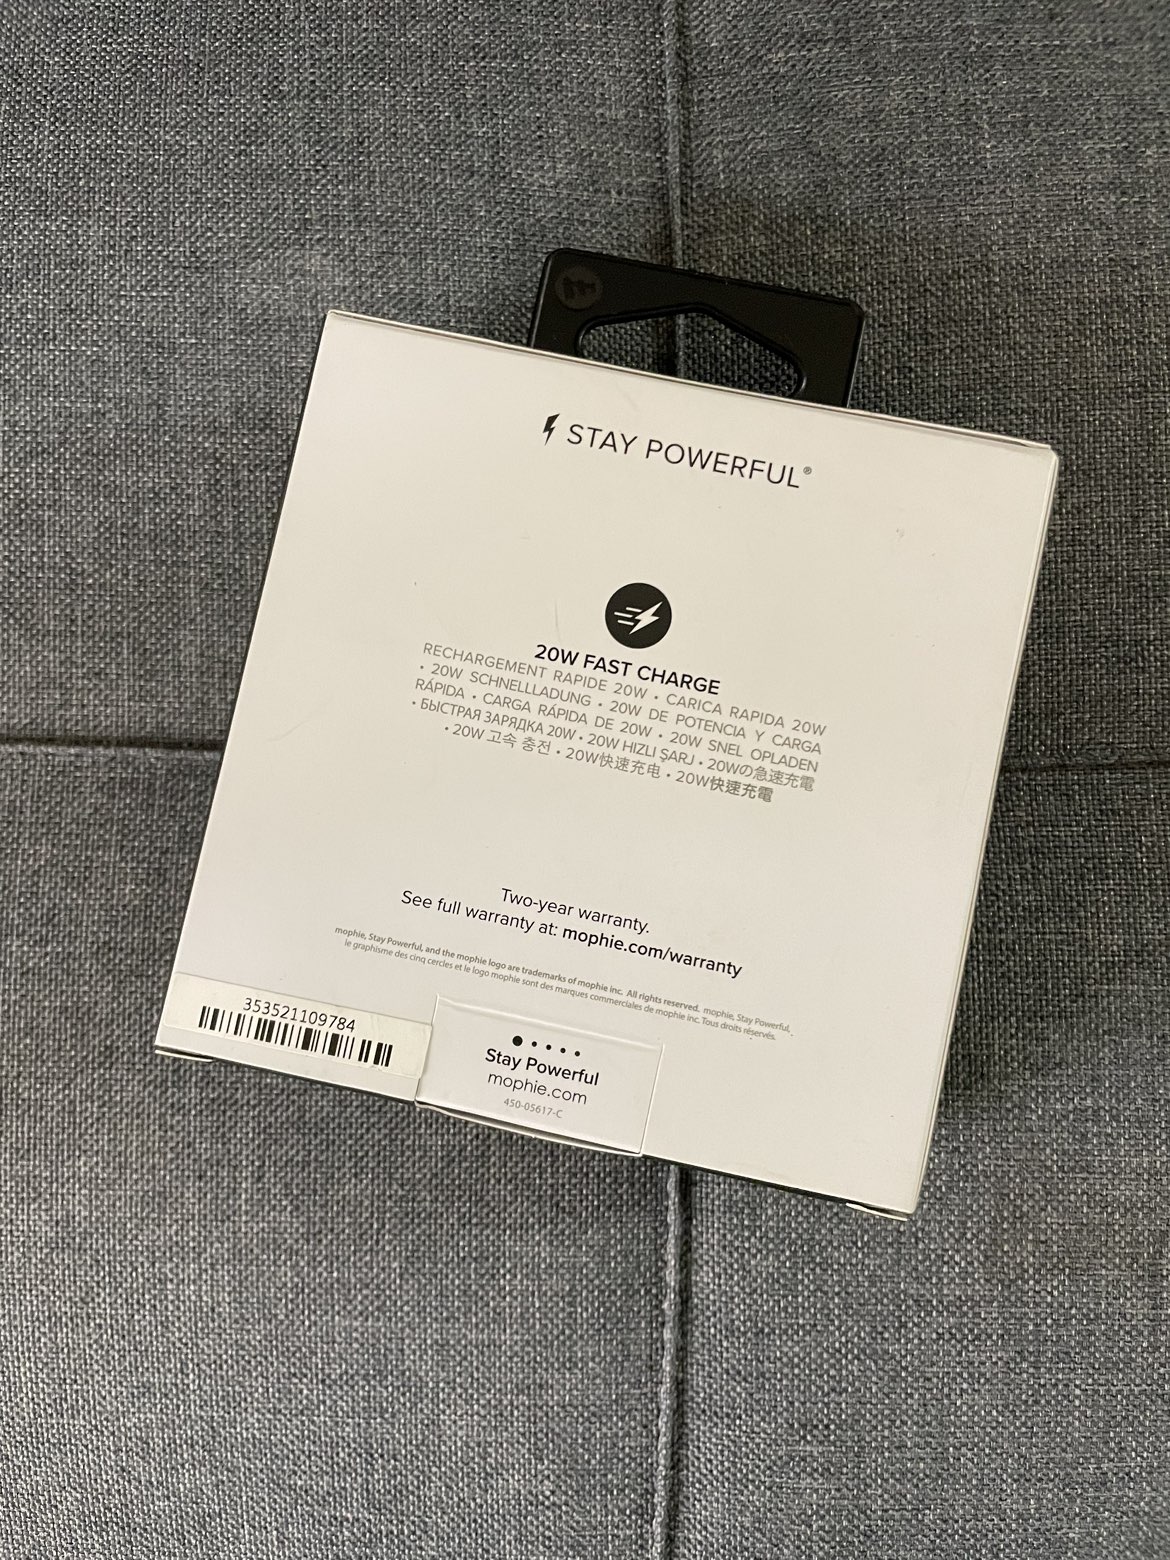 STAY POWERFUL®
20W FAST CHARGE
RECHARGEMENT RAPIDE 20W • CARICA RAPIDA 20W
• 20W SCHNELLLADUNG • 20W DE POTENCIA Y CARGA
RÁPIDA • CARGA RÁPIDA DE 20W • 20W SNEL OPLADEN
• БЫСТРАЯ ЗАРЯДКА 20W • 20W HIZLI ŞARJ • 20Wの急速充電
• 20W 고속 충전 • 20W快速充电 • 20W快速充電
Two-year warranty.
See full warranty at: mophie.com/warranty
mophie, Stay Powerful, and the mophie logo are trademarks of mophie inc. All rights reserved. mophie, Stay Powerful,
le graphisme des cinq cercles et le logo mophie sont des marques commerciales de mophie inc. Tous droits réservés.
353521109784
Stay Powerful
mophie.com
450-05617-C